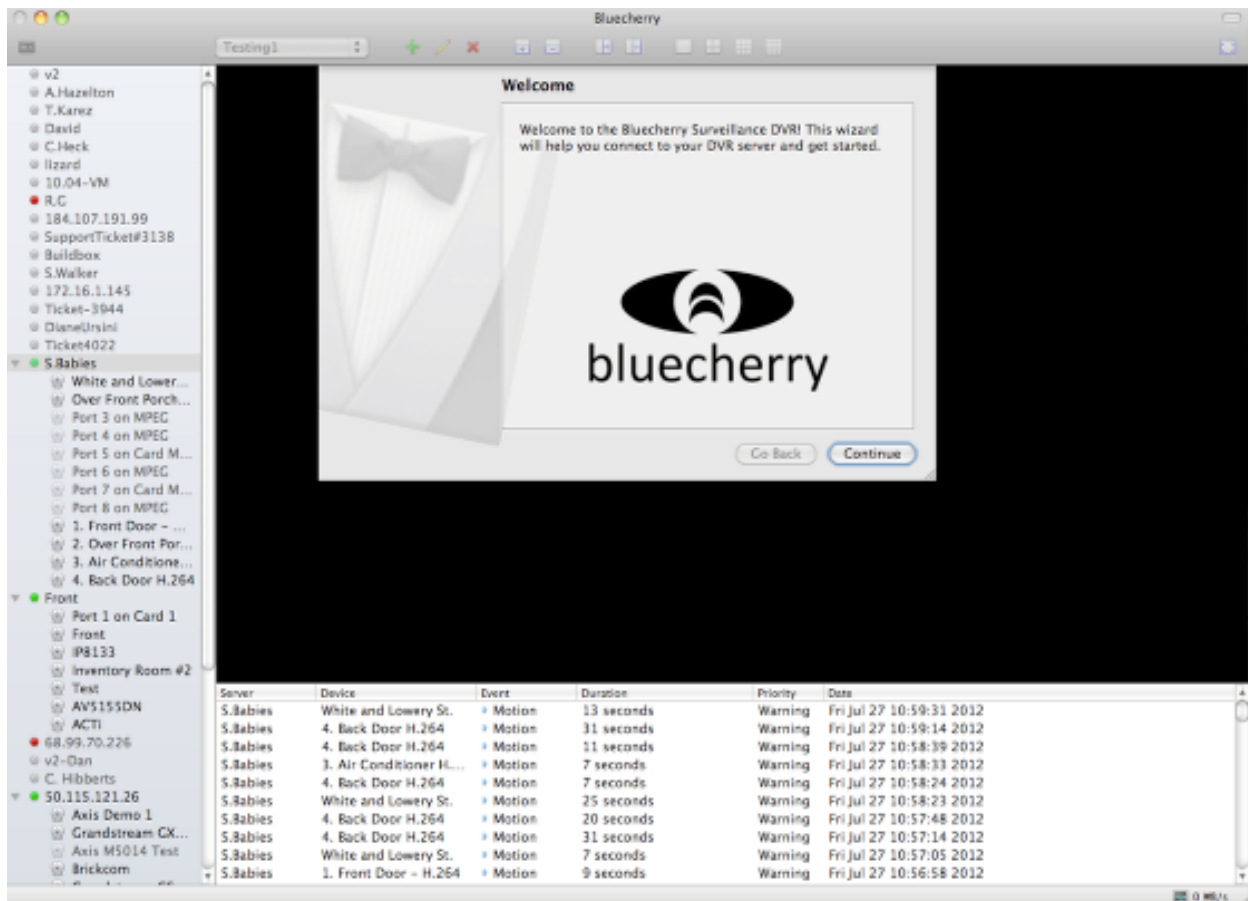 Bluecherry
Testing1
v2
A.Hazelton
T.Karez
David
C.Heck
lizard
10.04-VM
R.G
184.107.191.99
SupportTicket#3138
Buildbox
S.Walker
172.16.1.145
Ticket-3944
DianeUrsini
Ticket4022
S.Babies
White and Lower...
Over Front Porch...
Port 3 on MPEG
Port 4 on MPEG
Port 5 on Card M...
Port 6 on MPEG
Port 7 on Card M...
Port 8 on MPEG
1. Front Door - ...
2. Over Front Por...
3. Air Conditione...
4. Back Door H.264
Front
Port 1 on Card 1
Front
IP8133
Inventory Room #2
Test
AV5155DN
ACTi
68.99.70.226
v2-Dan
C. Hibberts
50.115.121.26
Axis Demo 1
Grandstream GX...
Axis M5014 Test
Brickcom
Welcome
Welcome to the Bluecherry Surveillance DVR! This wizard
will help you connect to your DVR server and get started.
bluecherry
Go Back Continue
Server Device Event Duration Priority Date
S.Babies White and Lowery St. Motion 13 seconds Warning Fri Jul 27 10:59:31 2012
S.Babies 4. Back Door H.264 Motion 31 seconds Warning Fri Jul 27 10:59:14 2012
S.Babies 4. Back Door H.264 Motion 11 seconds Warning Fri Jul 27 10:58:39 2012
S.Babies 3. Air Conditioner H.... Motion 7 seconds Warning Fri Jul 27 10:58:33 2012
S.Babies 4. Back Door H.264 Motion 7 seconds Warning Fri Jul 27 10:58:24 2012
S.Babies White and Lowery St. Motion 25 seconds Warning Fri Jul 27 10:58:23 2012
S.Babies 4. Back Door H.264 Motion 20 seconds Warning Fri Jul 27 10:57:48 2012
S.Babies 4. Back Door H.264 Motion 31 seconds Warning Fri Jul 27 10:57:14 2012
S.Babies White and Lowery St. Motion 7 seconds Warning Fri Jul 27 10:57:05 2012
S.Babies 1. Front Door - H.264 Motion 9 seconds Warning Fri Jul 27 10:56:58 2012
0 MB/s